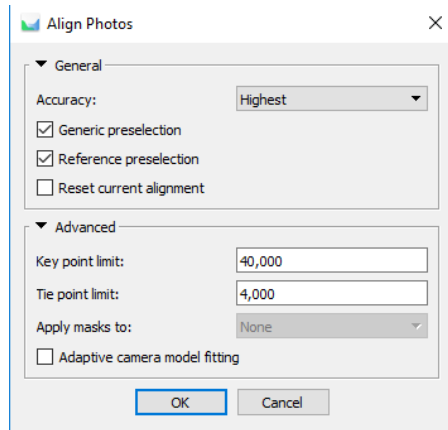 Align Photos
General
Accuracy: Highest
Generic preselection
Reference preselection
Reset current alignment
Advanced
Key point limit: 40,000
Tie point limit: 4,000
Apply masks to: None
Adaptive camera model fitting
OK Cancel